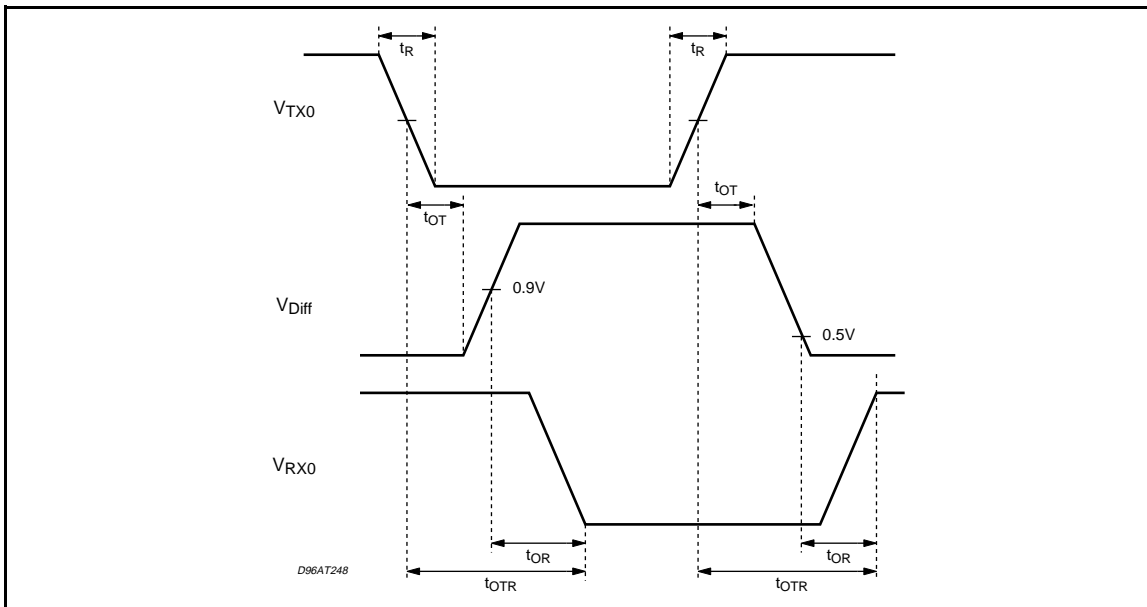 tR
tR
VTX0
tOT
tOT
0.9V
VDiff
0.5V
VRX0
tOR
tOR
D96AT248
tOTR
tOTR